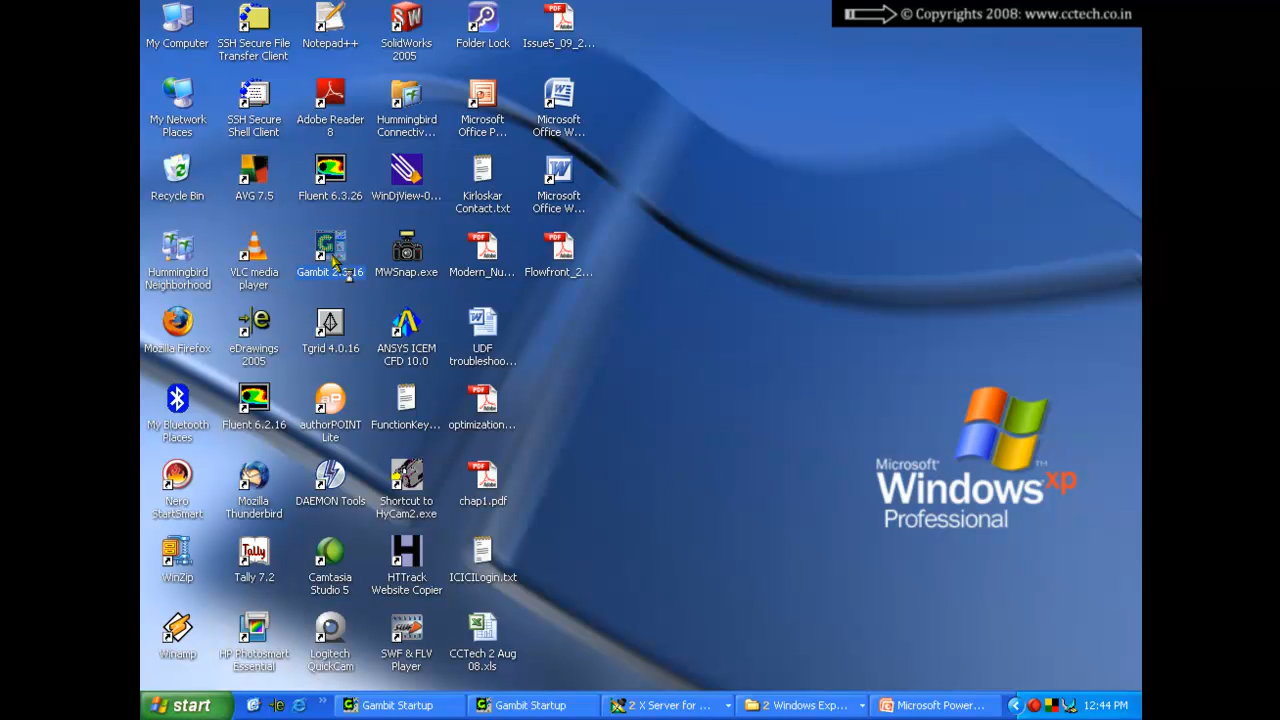 © Copyrights 2008: www.cctech.co.in
My Computer
SSH Secure File
Transfer Client
Notepad++
SolidWorks
2005
Folder Lock
Issue5_09_2...
My Network
Places
SSH Secure
Shell Client
Adobe Reader
8
Hummingbird
Connectiv...
Microsoft
Office P...
Microsoft
Office W...
Recycle Bin
AVG 7.5
Fluent 6.3.26
WinDjView-0...
Kirloskar
Contact.txt
Microsoft
Office W...
Hummingbird
Neighborhood
VLC media
player
Gambit
MWSnap.exe
Modern_Nu...
Flowfront_2...
Mozilla Firefox
eDrawings
2005
Tgrid 4.0.16
ANSYS ICEM
CFD 10.0
UDF
troubleshoo...
My Bluetooth
Places
Fluent 6.2.16
authorPOINT
Lite
FunctionKey...
optimization...
Nero
StartSmart
Mozilla
Thunderbird
DAEMON Tools
Shortcut to
HyCam2.exe
chap1.pdf
WinZip
Tally 7.2
Camtasia
Studio 5
HTTrack
Website Copier
ICICILogin.txt
Winamp
HP Photosmart
Essential
Logitech
QuickCam
SWF & FLV
Player
CCTech 2 Aug
08.xls
Microsoft
Windows xp
Professional
start
Gambit Startup
Gambit Startup
2 X Server for ...
2 Windows Exp...
Microsoft Power...
12:44 PM